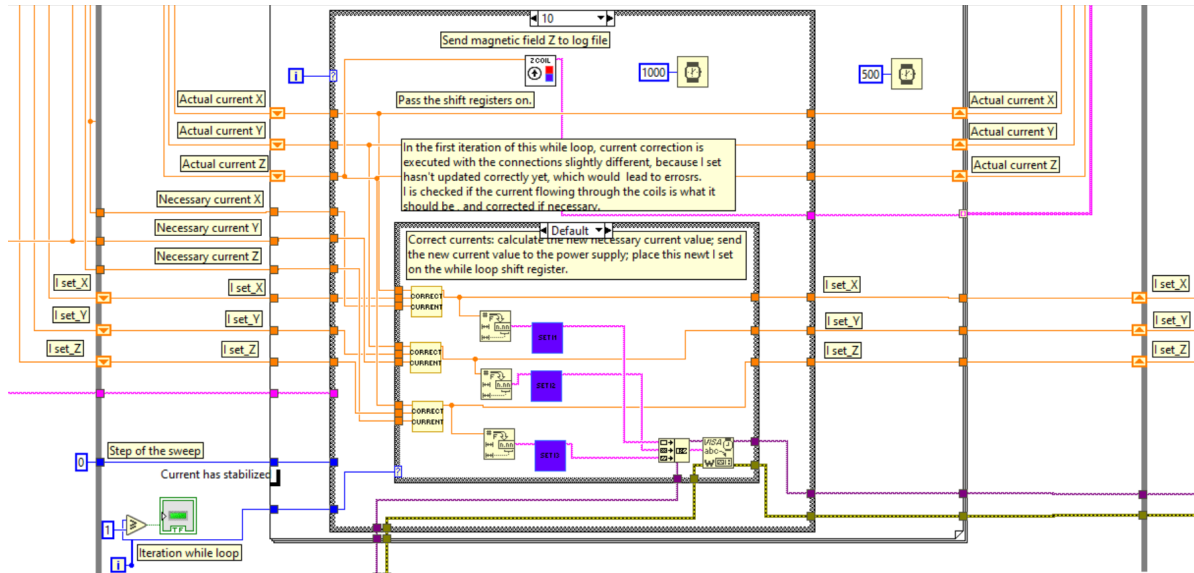 10
Send magnetic field Z to log file
Z COIL
1000
500
i
Actual current X
Pass the shift registers on.
Actual current X
Actual current Y
Actual current Y
In the first iteration of this while loop, current correction is
executed with the connections slightly different, because I set
hasn't updated correctly yet, which would  lead to errosrs.
I is checked if the current flowing through the coils is what it
should be , and corrected if necessary.
Actual current Z
Actual current Z
Necessary current X
Necessary current Y
Necessary current Z
Default
Correct currents: calculate the new necessary current value; send
the new current value to the power supply; place this newt I set
on the while loop shift register.
I set_X
I set_X
I set_X
I set_X
CORRECT
CURRENT
I set_Y
I set_Y
I set_Y
I set_Y
I set_Z
I set_Z
I set_Z
I set_Z
CORRECT
CURRENT
CORRECT
CURRENT
VISA
abc
W
Step of the sweep
0
Current has stabilized
1
TF
Iteration while loop
i